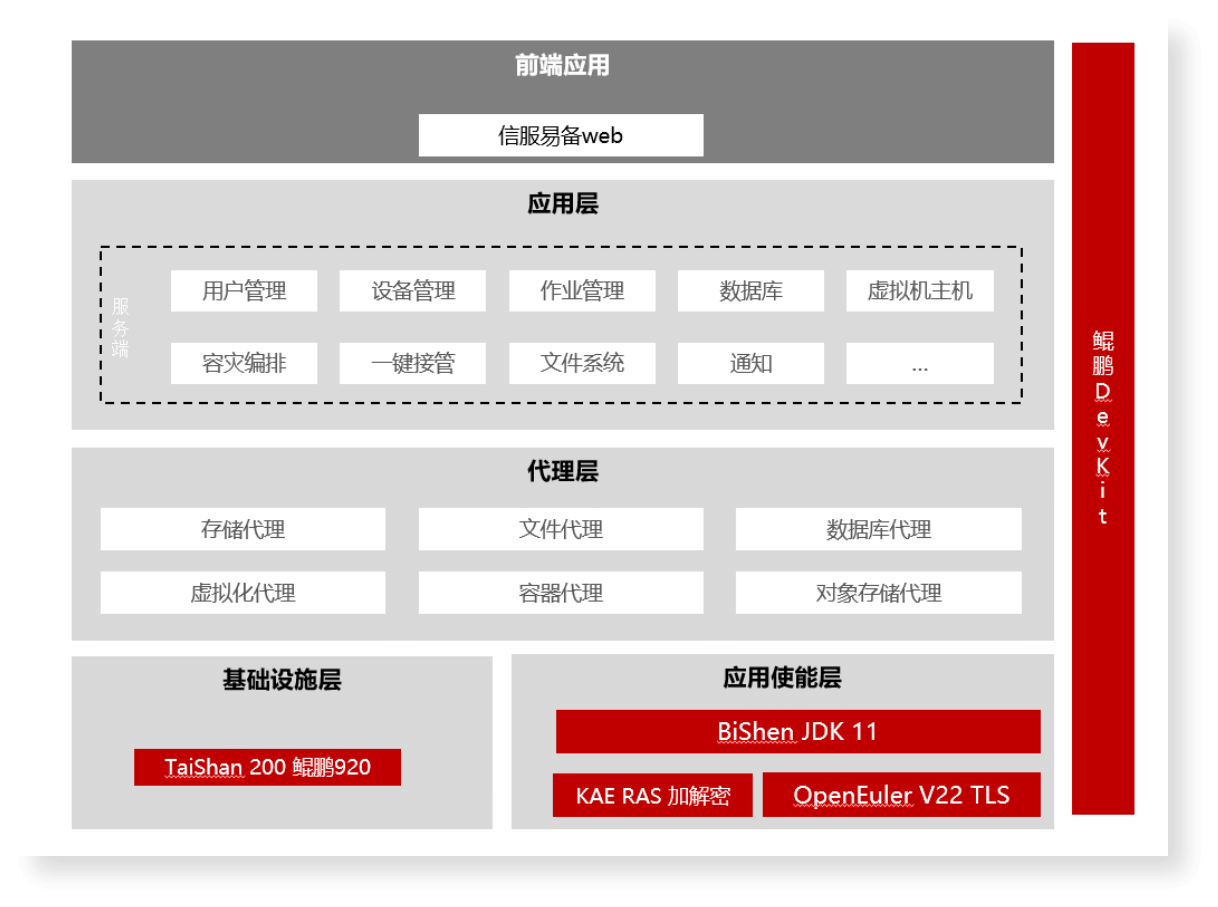 前端应用
信服易备web
应用层
服务端
用户管理
设备管理
作业管理
数据库
虚拟机主机
容灾编排
一键接管
文件系统
通知
...
代理层
存储代理
文件代理
数据库代理
虚拟化代理
容器代理
对象存储代理
基础设施层
TaiShan 200 鲲鹏920
应用使能层
BiShen JDK 11
KAE RAS 加解密
OpenEuler V22 TLS
鲲鹏DevKit